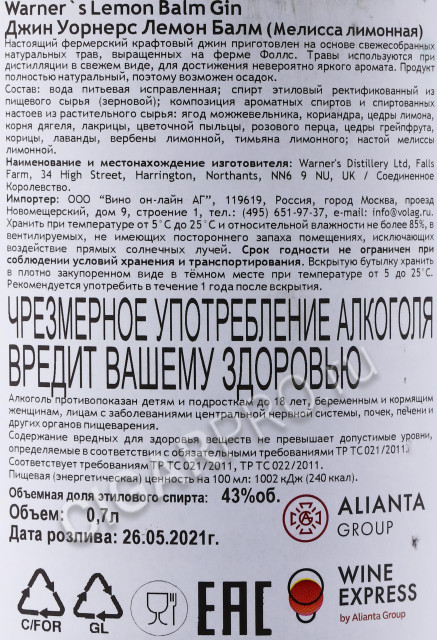 Warner`s Lemon Balm Gin
Джин Уорнерс Лемон Балм (Мелисса лимонная)
Настоящий фермерский крафтовый джин приготовлен на основе свежесобранных
натуральных трав, выращенных на ферме Фоллс. Травы используются при
дистилляции в свежем виде, для достижения невероятно яркого аромата. Продукт
полностью натуральный, поэтому возможен осадок.
Состав: вода питьевая исправленная; спирт этиловый ректификованный из
пищевого сырья (зерновой); композиция ароматных спиртов и спиртованных
настоев из растительного сырья: ягод можжевельника, кориандра, цедры лимона,
корня дягеля, лакрицы, цветочной пыльцы, розового перца, цедры грейпфрута,
корицы, лаванды, вербены лимонной, тимьяна лимонного; настой мелиссы
лимонной.
Наименование и местонахождение изготовителя: Warner's Distillery Ltd, Falls
Farm, 34 High Street, Harrington, Northants, NN6 9 NU, UK / Соединенное
Королевство.
Импортер: ООО "Вино он-лайн АГ", 119619, Россия, город Москва, проезд
Новомещерский, дом 9, строение 1, тел.: (495) 651-97-37, e-mail: info@volag.ru.
Хранить при температуре от 5°C до 25°C и относительной влажности не более 85%, в
вентилируемых, не имеющих постороннего запаха помещениях, исключающих
воздействие прямых солнечных лучей. Срок годности не ограничен при
соблюдении условий хранения и транспортирования. Вскрытую бутылку хранить
в плотно закупоренном виде в тёмном месте при температуре от 5 до 25°C.
Рекомендуется употребить в течение 1 года после вскрытия.
ЧРЕЗМЕРНОЕ УПОТРЕБЛЕНИЕ АЛКОГОЛЯ
ВРЕДИТ ВАШЕМУ ЗДОРОВЬЮ
Алкоголь противопоказан детям и подросткам до 18 лет, беременным и кормящим
женщинам, лицам с заболеваниями центральной нервной системы, почек, печени и
других органов пищеварения.
Содержание вредных для здоровья веществ не превышает допустимые уровни,
определяемые в соответствии с обязательными требованиями ТР ТС 021/2011.
Соответствует требованиям ТР ТС 021/2011, ТР ТС 022/2011.
Пищевая (энергетическая) ценность на 100 мл: 1002 кДж (240 ккал).
Объемная доля этилового спирта: 43%об.
Объем: 0,7л
Дата розлива: 26.05.2021г.
ALIANTA
GROUP
C/FOR
GL
EAC
WINE
EXPRESS
by Alianta Group